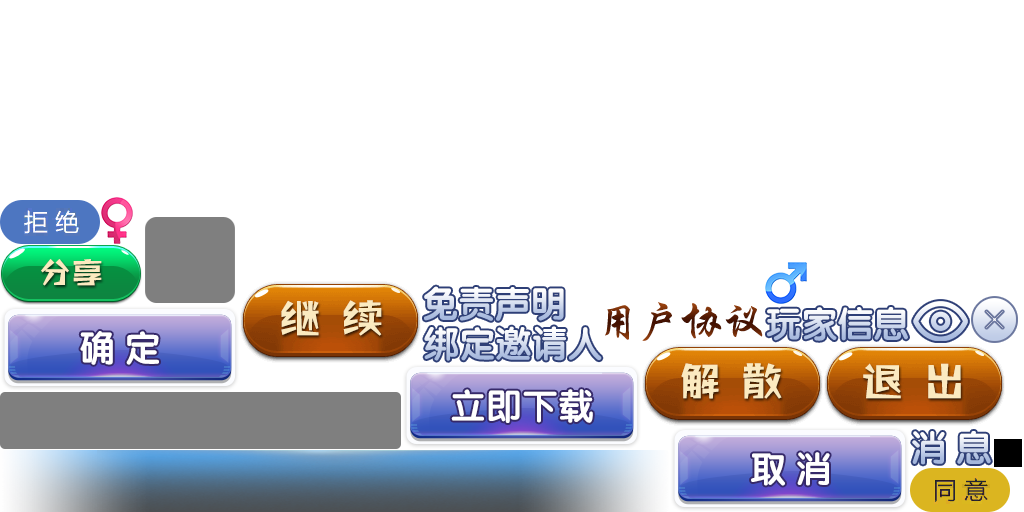 拒绝
分享
确定
继续
免责声明
绑定邀请人
用户协议
玩家信息
立即下载
解散
退出
取消
消息
同意